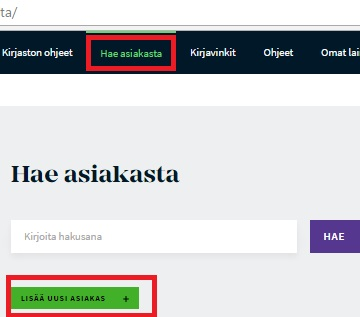 ta/
Kirjaston ohjeet Hae asiakasta Kirjavinkit Ohjeet Omat lai
Hae asiakasta
Kirjoita hakusana HAE
LISÄÄ UUSI ASIAKAS +